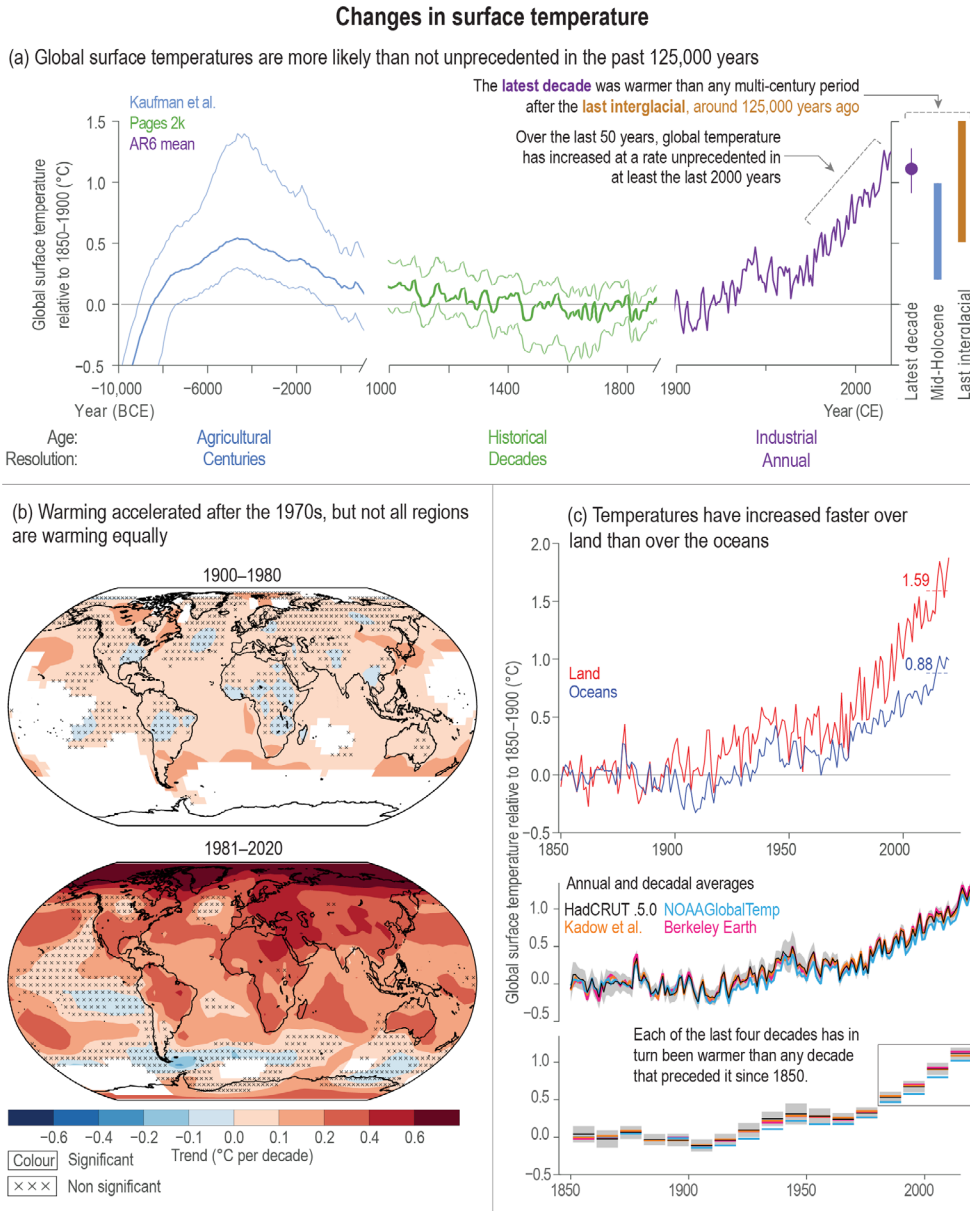 Changes in surface temperature
(a) Global surface temperatures are more likely than not unprecedented in the past 125,000 years
The latest decade was warmer than any multi-century period
after the last interglacial, around 125,000 years ago
Kaufman et al.
Pages 2k
AR6 mean
Over the last 50 years, global temperature
has increased at a rate unprecedented in
at least the last 2000 years
Global surface temperature
relative to 1850–1900 (°C)
1.5
1.0
0.5
0.0
−0.5
−10,000
−6000
−2000
1000
1400
1800
1900
2000
Year (BCE)
Year (CE)
Latest decade
Mid-Holocene
Last interglacial
Age:
Agricultural
Historical
Industrial
Resolution:
Centuries
Decades
Annual
(b) Warming accelerated after the 1970s, but not all regions
are warming equally
1900–1980
1981–2020
−0.6
−0.4
−0.2
−0.1
0.0
0.1
0.2
0.4
0.6
Trend (°C per decade)
Colour
Significant
××× Non significant
(c) Temperatures have increased faster over
land than over the oceans
Global surface temperature relative to 1850–1900 (°C)
2.0
1.5
1.0
0.5
0.0
−0.5
1.59
0.88
Land
Oceans
1850
1900
1950
2000
Annual and decadal averages
HadCRUT .5.0
NOAAGlobalTemp
Kadow et al.
Berkeley Earth
1.0
0.5
0.0
−0.5
Each of the last four decades has in
turn been warmer than any decade
that preceded it since 1850.
1.0
0.5
0.0
−0.5
1850
1900
1950
2000